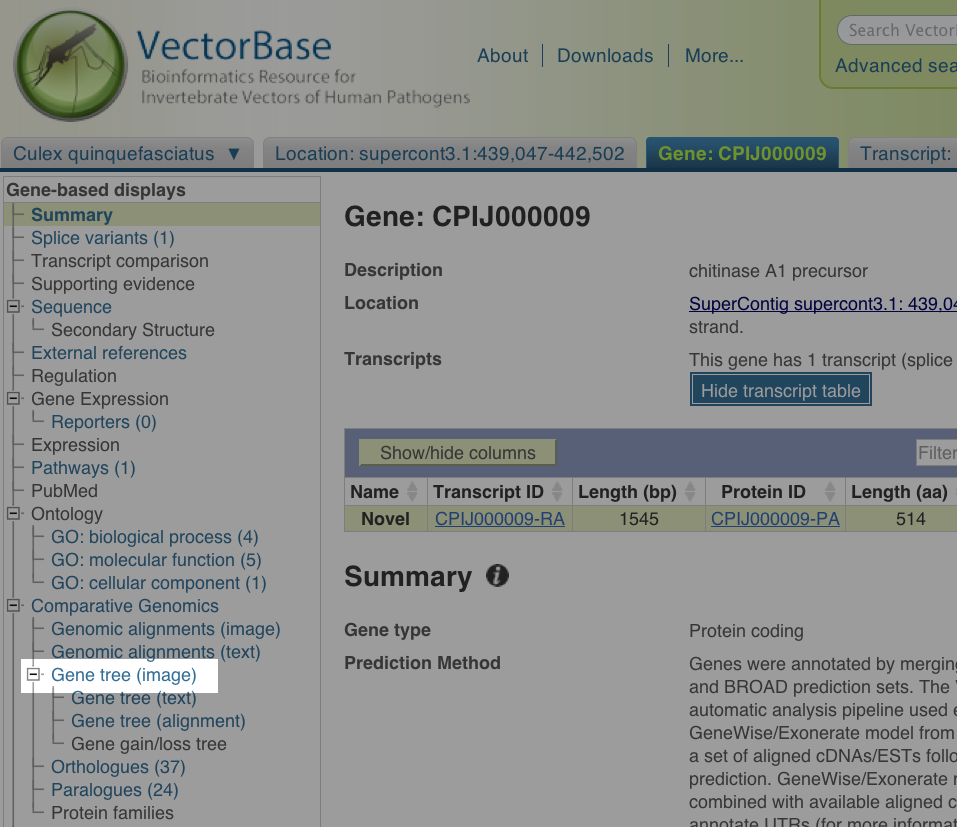 VectorBase
Bioinformatics Resource for
Invertebrate Vectors of Human Pathogens
About
Downloads
More...
Search
Advanced
Culex quinquefasciatus ▼
Location: supercont3.1:439,047-442,502
Gene: CPIJ000009
Transcript:
Gene-based displays
Summary
Splice variants (1)
Transcript comparison
Supporting evidence
Sequence
Secondary Structure
External references
Regulation
Gene Expression
Reporters (0)
Expression
Pathways (1)
PubMed
Ontology
GO: biological process (4)
GO: molecular function (5)
GO: cellular component (1)
Comparative Genomics
Genomic alignments (image)
Genomic alignments (text)
Gene tree (image)
Gene tree (text)
Gene tree (alignment)
Gene gain/loss tree
Orthologues (37)
Paralogues (24)
Protein families
Gene: CPIJ000009
Description chitinase A1 precursor
Location SuperContig supercont3.1:
strand.
Transcripts This gene has 1 transcript (splice
Hide transcript table
Show/hide columns
Filter
Name Transcript ID Length (bp) Protein ID Length (aa)
Novel CPIJ000009-RA 1545 CPIJ000009-PA 514
Summary i
Gene type Protein coding
Prediction Method Genes were annotated by merging
and BROAD prediction sets. The
automatic analysis pipeline used
GeneWise/Exonerate model from
a set of aligned cDNAs/ESTs
prediction. GeneWise/Exonerate
combined with available aligned
annotate UTRs (for more